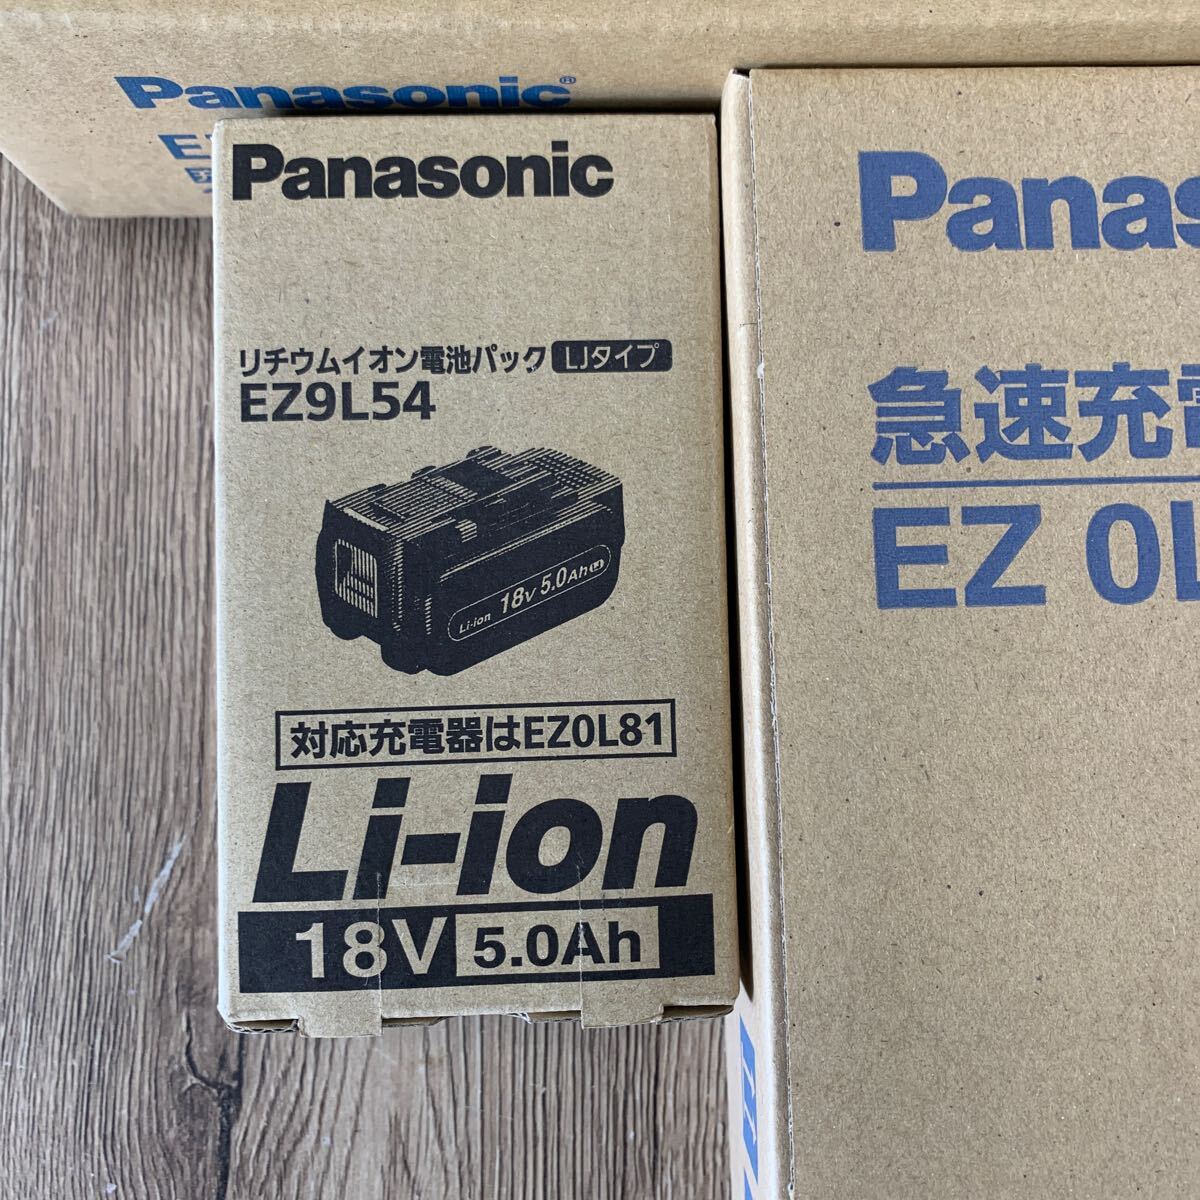 Panasonic®
Panasonic
リチウムイオン電池パック LJタイプ
EZ9L54
Li-ion 18V 5.0Ah
対応充電器はEZ0L81
Li-ion
18V 5.0Ah
Panas
急速充電
EZ 0L